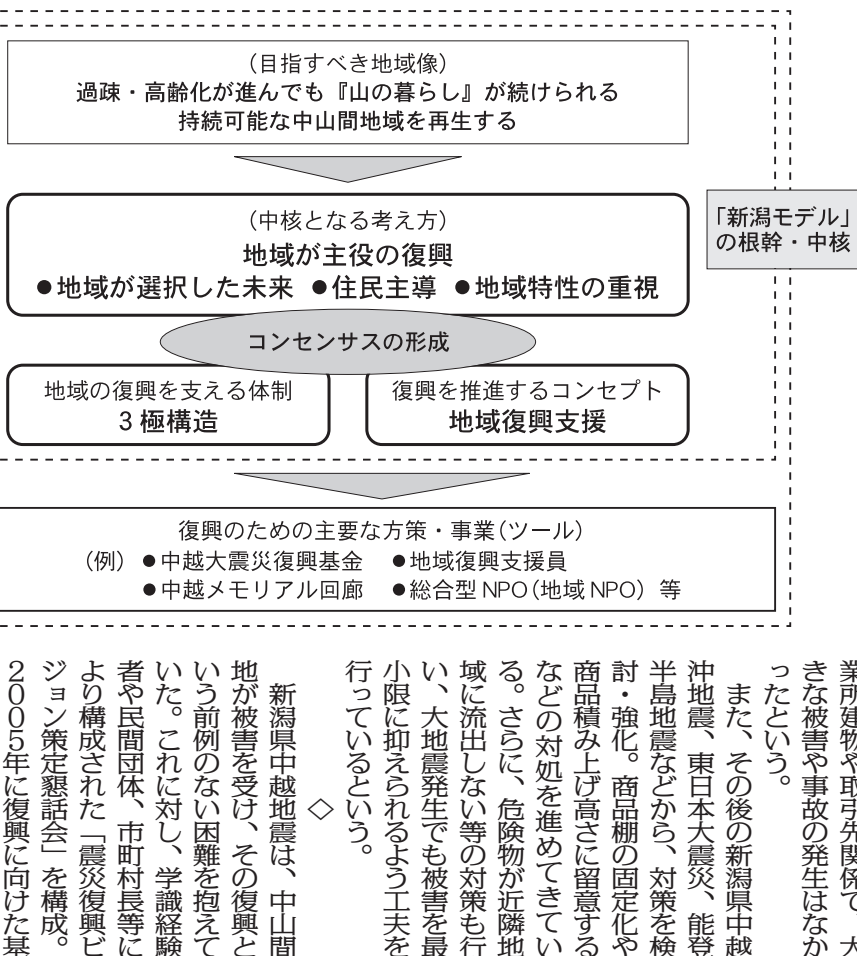 (目指すべき地域像)
過疎・高齢化が進んでも『山の暮らし』が続けられる
持続可能な中山間地域を再生する
(中核となる考え方)
地域が主役の復興
●地域が選択した未来 ●住民主導 ●地域特性の重視
「新潟モデル」
の根幹・中核
コンセンサスの形成
地域の復興を支える体制
3極構造
復興を推進するコンセプト
地域復興支援
復興のための主要な方策・事業(ツール)
(例) ●中越大震災復興基金 ●地域復興支援員
●中越メモリアル回廊 ●総合型NPO(地域NPO) 等
業所建物や取引先関係で、大
きな被害や事故の発生はなか
ったという。
また、その後の新潟県中越
沖地震、東日本大震災、能登
半島地震などから、対策を検
討・強化。商品棚の固定化や
商品積み上げ高さに留意する
などの対処を進めてきてい
る。さらに、危険物が近隣地
域に流出しない等の対策も行
い、大地震発生でも被害を最
小限に抑えられるよう工夫を
行っているという。
◇
新潟県中越地震は、中山間
地が被害を受け、その復興と
いう前例のない困難を抱えて
いた。これに対し、学識経験
者や民間団体、市町村長等に
より構成された「震災復興ビ
ジョン策定懇話会」を構成。
2005年に復興に向けた基